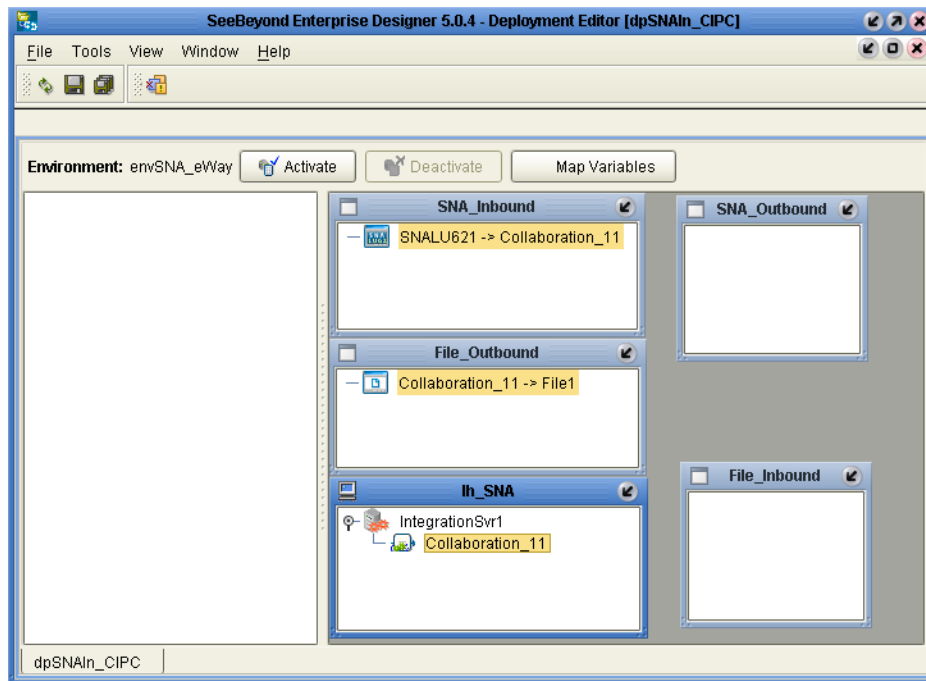 SeeBeyond Enterprise Designer 5.0.4 - Deployment Editor [dpSNAIn_CIPC]
File Tools View Window Help
Environment: envSNA_eWay Activate Deactivate Map Variables
SNA_Inbound
SNALU621 -> Collaboration_11
SNA_Outbound
File_Outbound
Collaboration_11 -> File1
File_Inbound
lh_SNA
IntegrationSvr1
Collaboration_11
dpSNAIn_CIPC